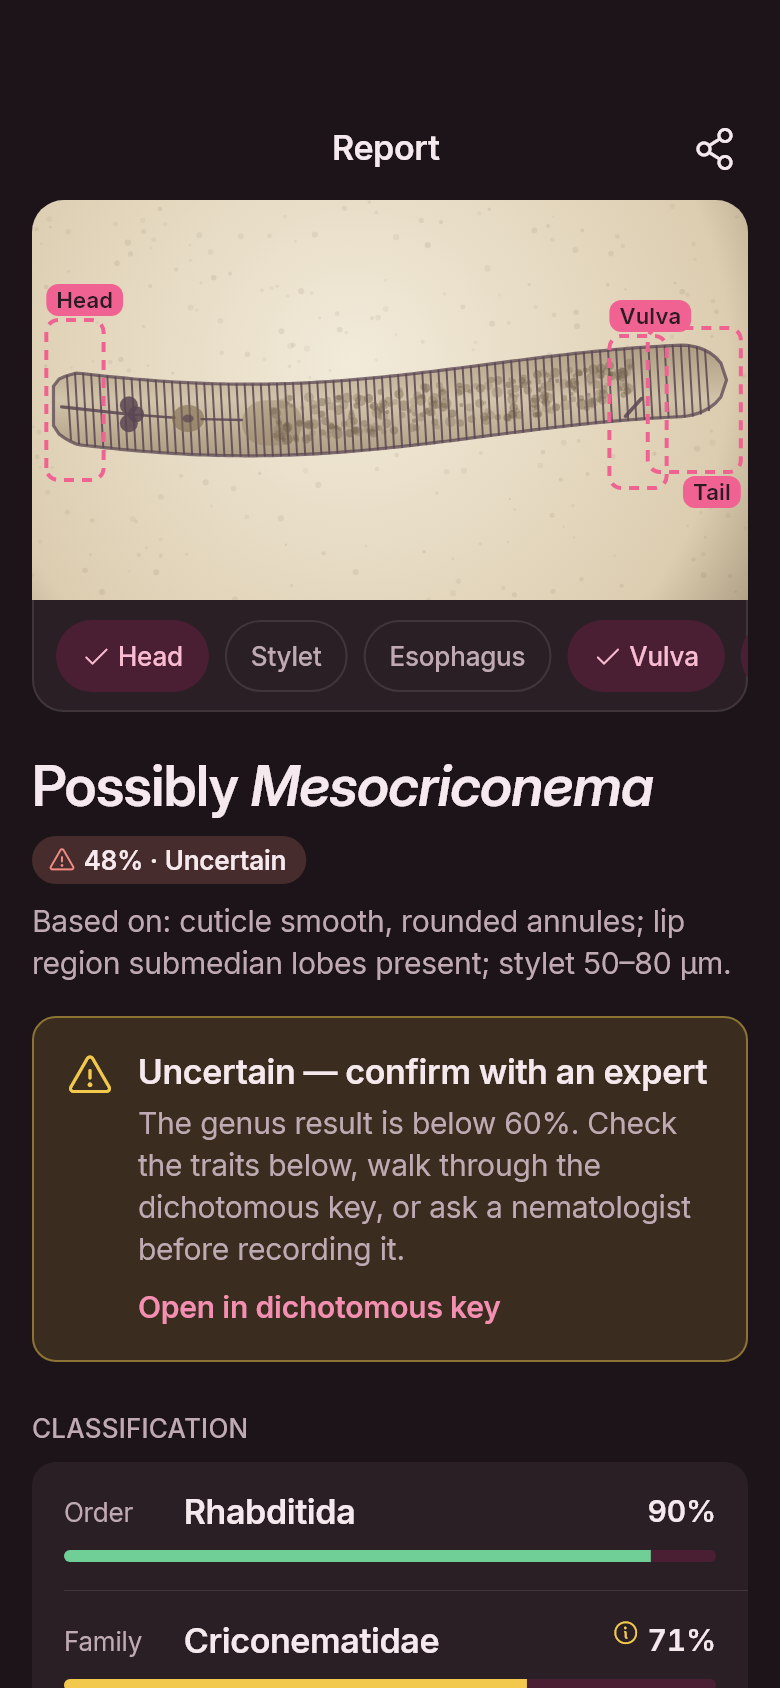 Report
Head
Vulva
Tail
Head
Stylet
Esophagus
Vulva
Possibly Mesocriconema
48% · Uncertain
Based on: cuticle smooth, rounded annules; lip
region submedian lobes present; stylet 50–80 µm.
Uncertain — confirm with an expert
The genus result is below 60%. Check
the traits below, walk through the
dichotomous key, or ask a nematologist
before recording it.
Open in dichotomous key
CLASSIFICATION
Order Rhabditida 90%
Family Criconematidae 71%